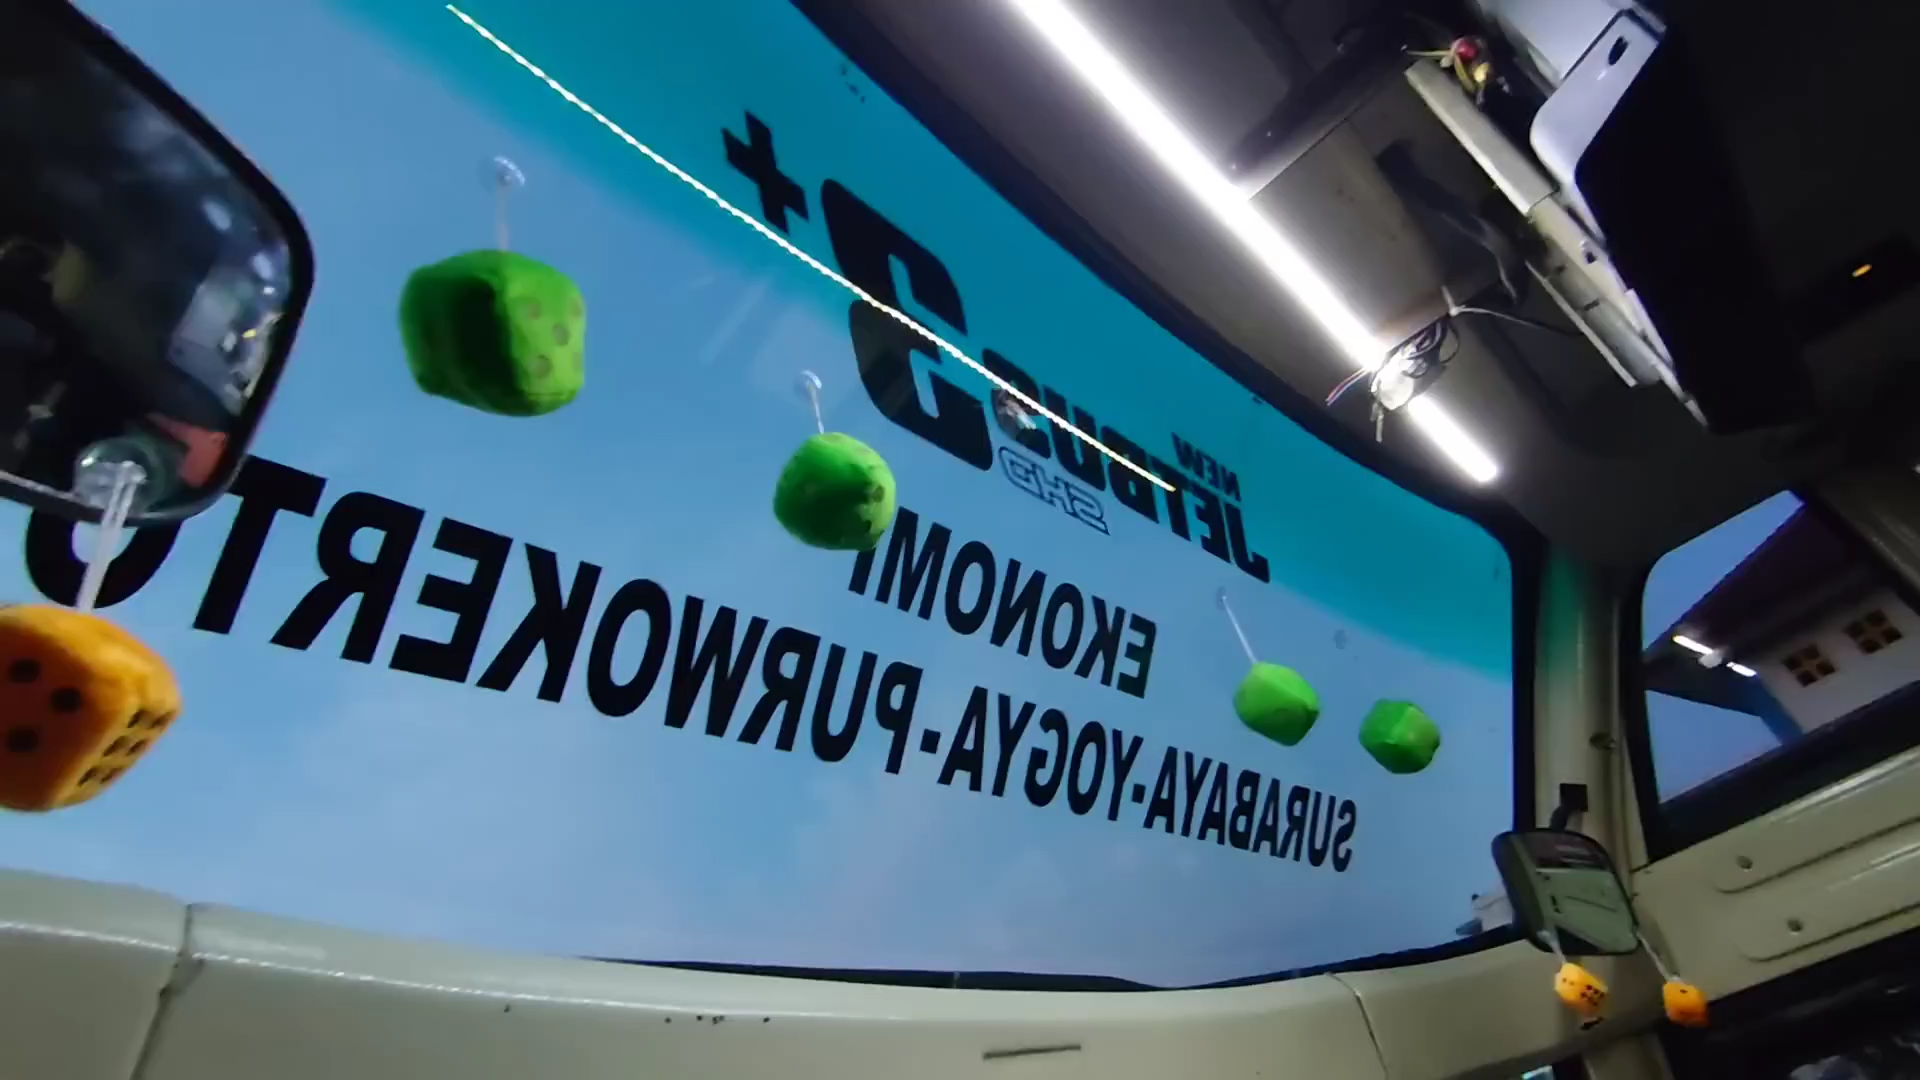 NEW
JETBUS 3+
SHD
EKONOMI
SURABAYA-YOGYA-PURWOKERTO